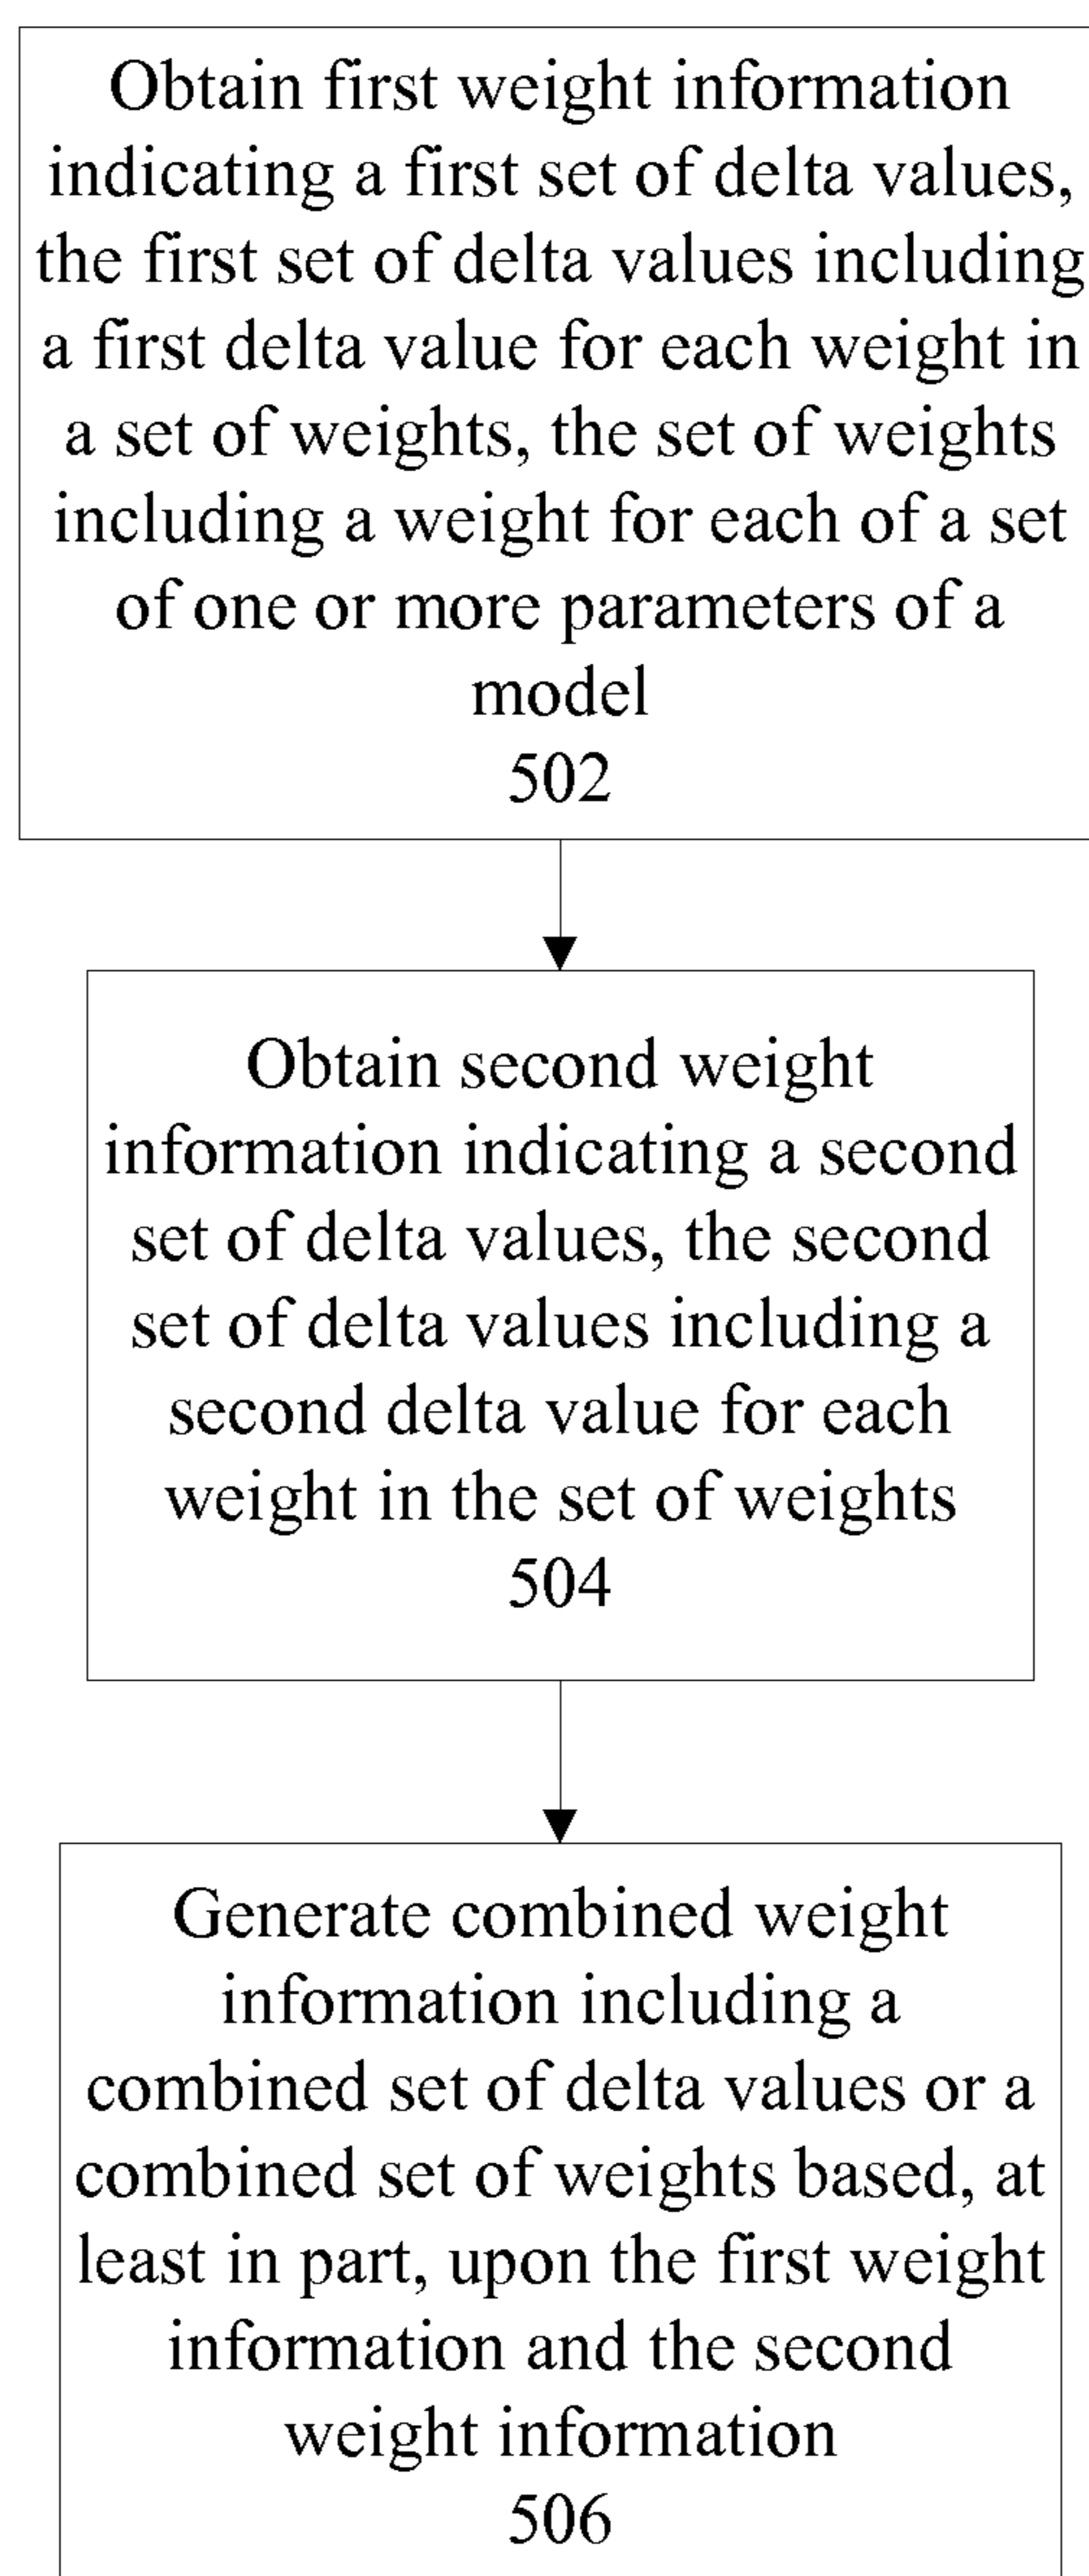 Obtain first weight information
indicating a first set of delta values,
the first set of delta values including
a first delta value for each weight in
a set of weights, the set of weights
including a weight for each of a set
of one or more parameters of a
model
502
Obtain second weight
information indicating a second
set of delta values, the second
set of delta values including a
second delta value for each
weight in the set of weights
504
Generate combined weight
information including a
combined set of delta values or a
combined set of weights based, at
least in part, upon the first weight
information and the second
weight information
506